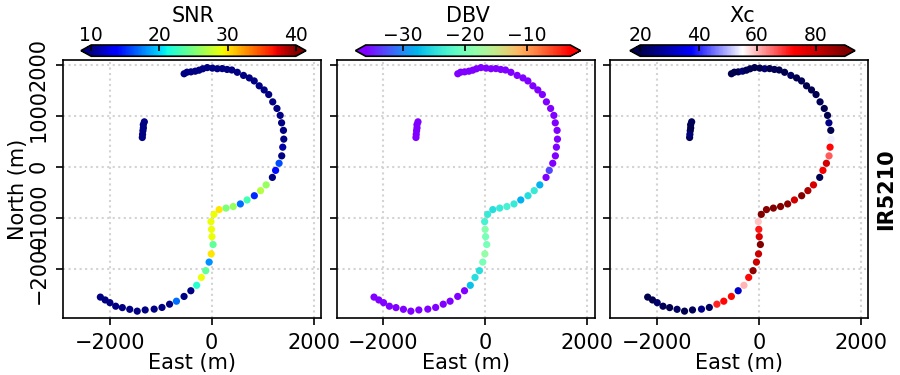 SNR DBV Xc
10 20 30 40 −30 −20 −10 20 40 60 80
North (m)
2000
1000
0
−1000
−2000
−2000 0 2000 −2000 0 2000 −2000 0 2000
East (m) East (m) East (m)
IR5210